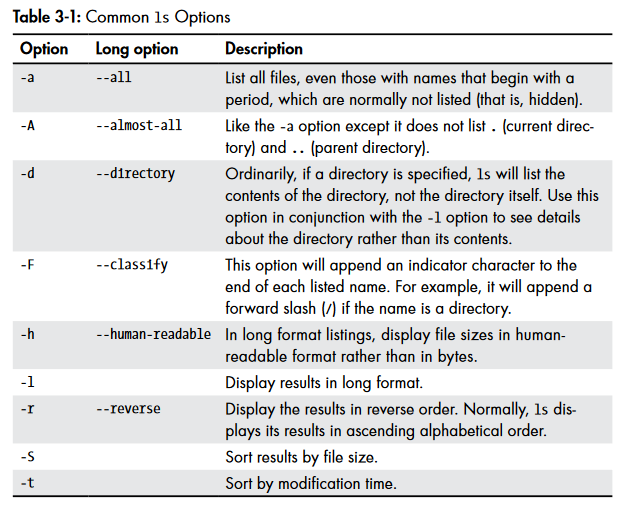 Table 3-1: Common ls Options
Option Long option Description
-a --all List all files, even those with names that begin with a
period, which are normally not listed (that is, hidden).
-A --almost-all Like the -a option except it does not list . (current direc-
tory) and .. (parent directory).
-d --directory Ordinarily, if a directory is specified, ls will list the
contents of the directory, not the directory itself. Use this
option in conjunction with the -l option to see details
about the directory rather than its contents.
-F --classify This option will append an indicator character to the
end of each listed name. For example, it will append a
forward slash (/) if the name is a directory.
-h --human-readable In long format listings, display file sizes in human-
readable format rather than in bytes.
-l Display results in long format.
-r --reverse Display the results in reverse order. Normally, ls dis-
plays its results in ascending alphabetical order.
-S Sort results by file size.
-t Sort by modification time.